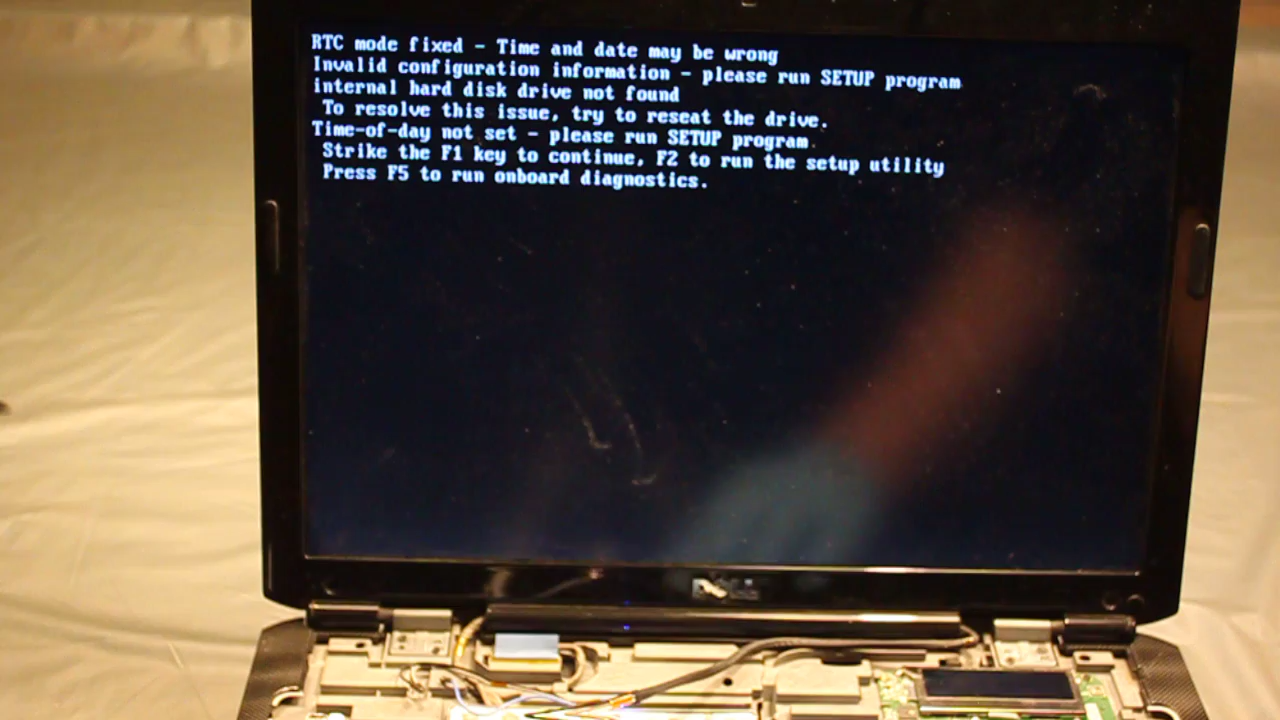 RTC mode fixed - Time and date may be wrong
Invalid configuration information - please run SETUP program
internal hard disk drive not found
To resolve this issue, try to reseat the drive.
Time-of-day not set - please run SETUP program.
Strike the F1 key to continue, F2 to run the setup utility
Press F5 to run onboard diagnostics.